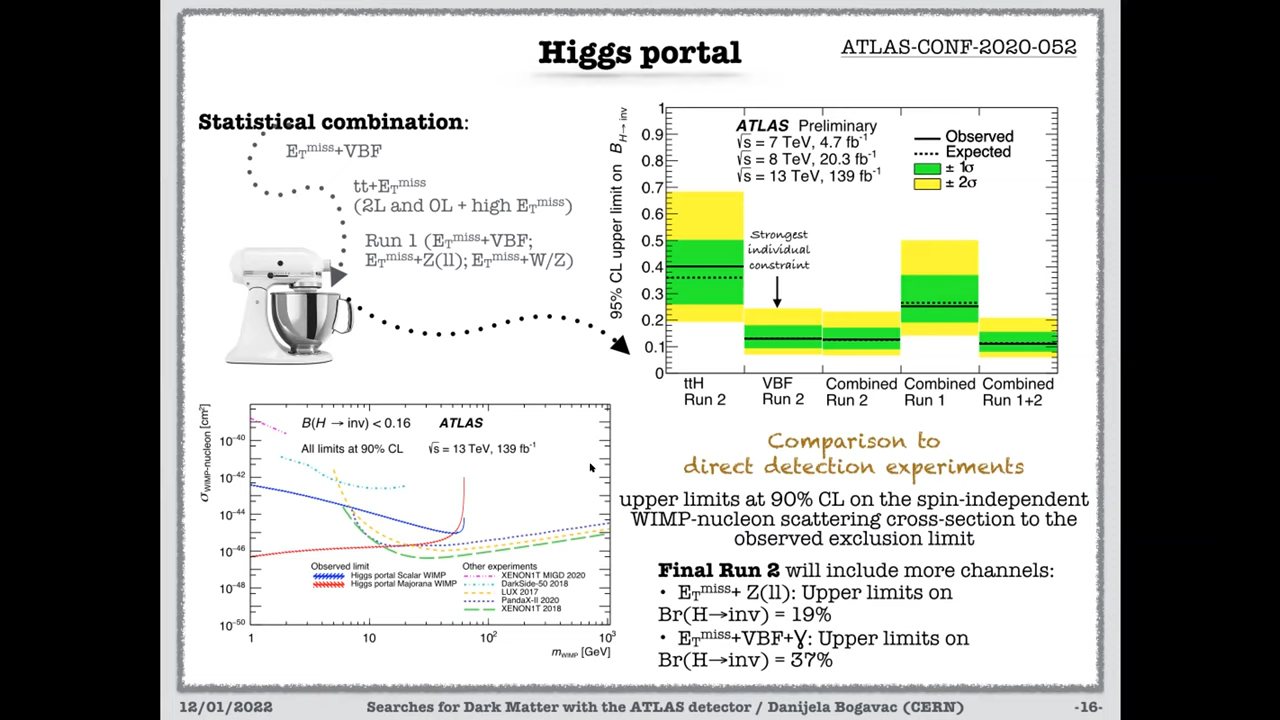 Higgs portal
ATLAS-CONF-2020-052
Statistical combination:
E_T^miss+VBF
tt+E_T^miss
(2L and 0L + high E_T^miss)
Run 1 (E_T^miss+VBF;
E_T^miss+Z(ll); E_T^miss+W/Z)
95% CL upper limit on B_H→inv
1
0.9
0.8
0.7
0.6
0.5
0.4
0.3
0.2
0.1
0
ATLAS Preliminary
√s = 7 TeV, 4.7 fb⁻¹
√s = 8 TeV, 20.3 fb⁻¹
√s = 13 TeV, 139 fb⁻¹
Observed
Expected
± 1σ
± 2σ
Strongest
individual
constraint
ttH
Run 2
VBF
Run 2
Combined
Run 2
Combined
Run 1
Combined
Run 1+2
σ_WIMP-nucleon [cm²]
10⁻⁴⁰
10⁻⁴²
10⁻⁴⁴
10⁻⁴⁶
10⁻⁴⁸
10⁻⁵⁰
B(H → inv) < 0.16 ATLAS
All limits at 90% CL √s = 13 TeV, 139 fb⁻¹
Observed limit
Higgs portal Scalar WIMP
Higgs portal Majorana WIMP
Other experiments
XENON1T MIGD 2020
DarkSide-50 2018
LUX 2017
PandaX-II 2020
XENON1T 2018
1 10 10² 10³
m_WIMP [GeV]
Comparison to
direct detection experiments
upper limits at 90% CL on the spin-independent
WIMP-nucleon scattering cross-section to the
observed exclusion limit
Final Run 2 will include more channels:
• E_T^miss+ Z(ll): Upper limits on
Br(H→inv) = 19%
• E_T^miss+VBF+γ: Upper limits on
Br(H→inv) = 37%
12/01/2022 Searches for Dark Matter with the ATLAS detector / Danijela Bogavac (CERN) -16-